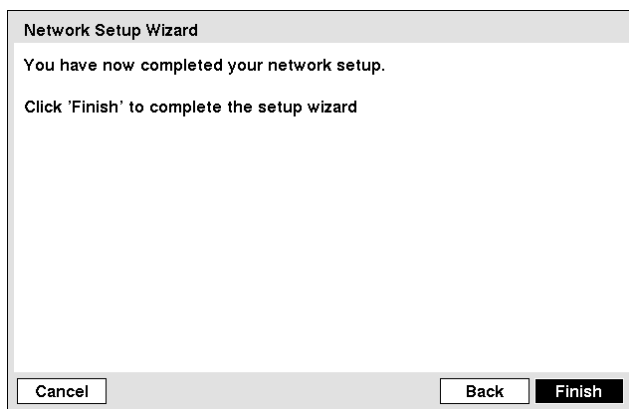 Network Setup Wizard
You have now completed your network setup.
Click 'Finish' to complete the setup wizard
Cancel
Back
Finish